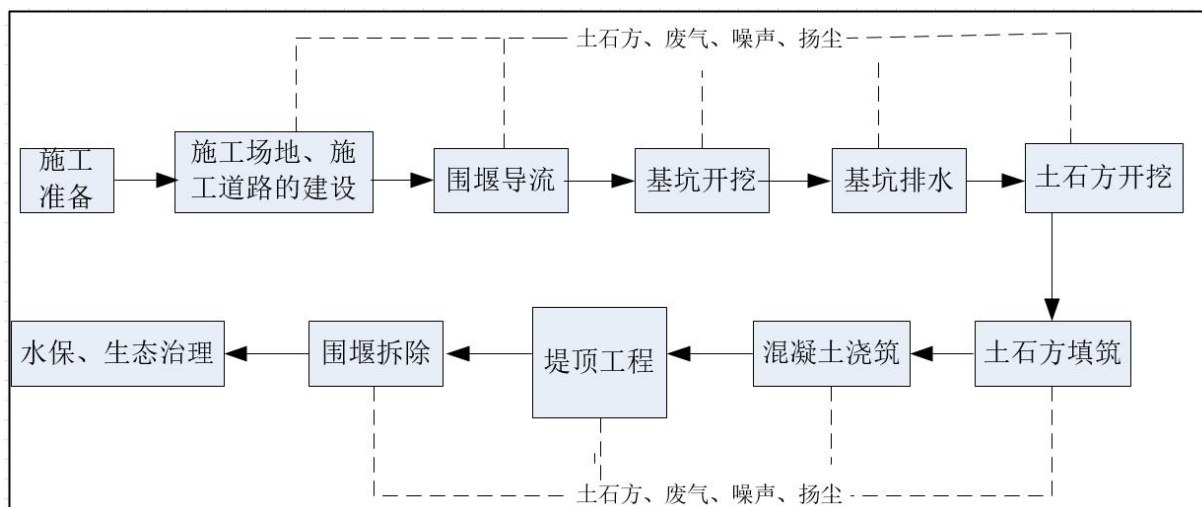 土石方、废气、噪声、扬尘
施工
准备
施工场地、施
工道路的建设
围堰导流
基坑开挖
基坑排水
土石方开挖
水保、生态治理
围堰拆除
堤顶工程
混凝土浇筑
土石方填筑
土石方、废气、噪声、扬尘